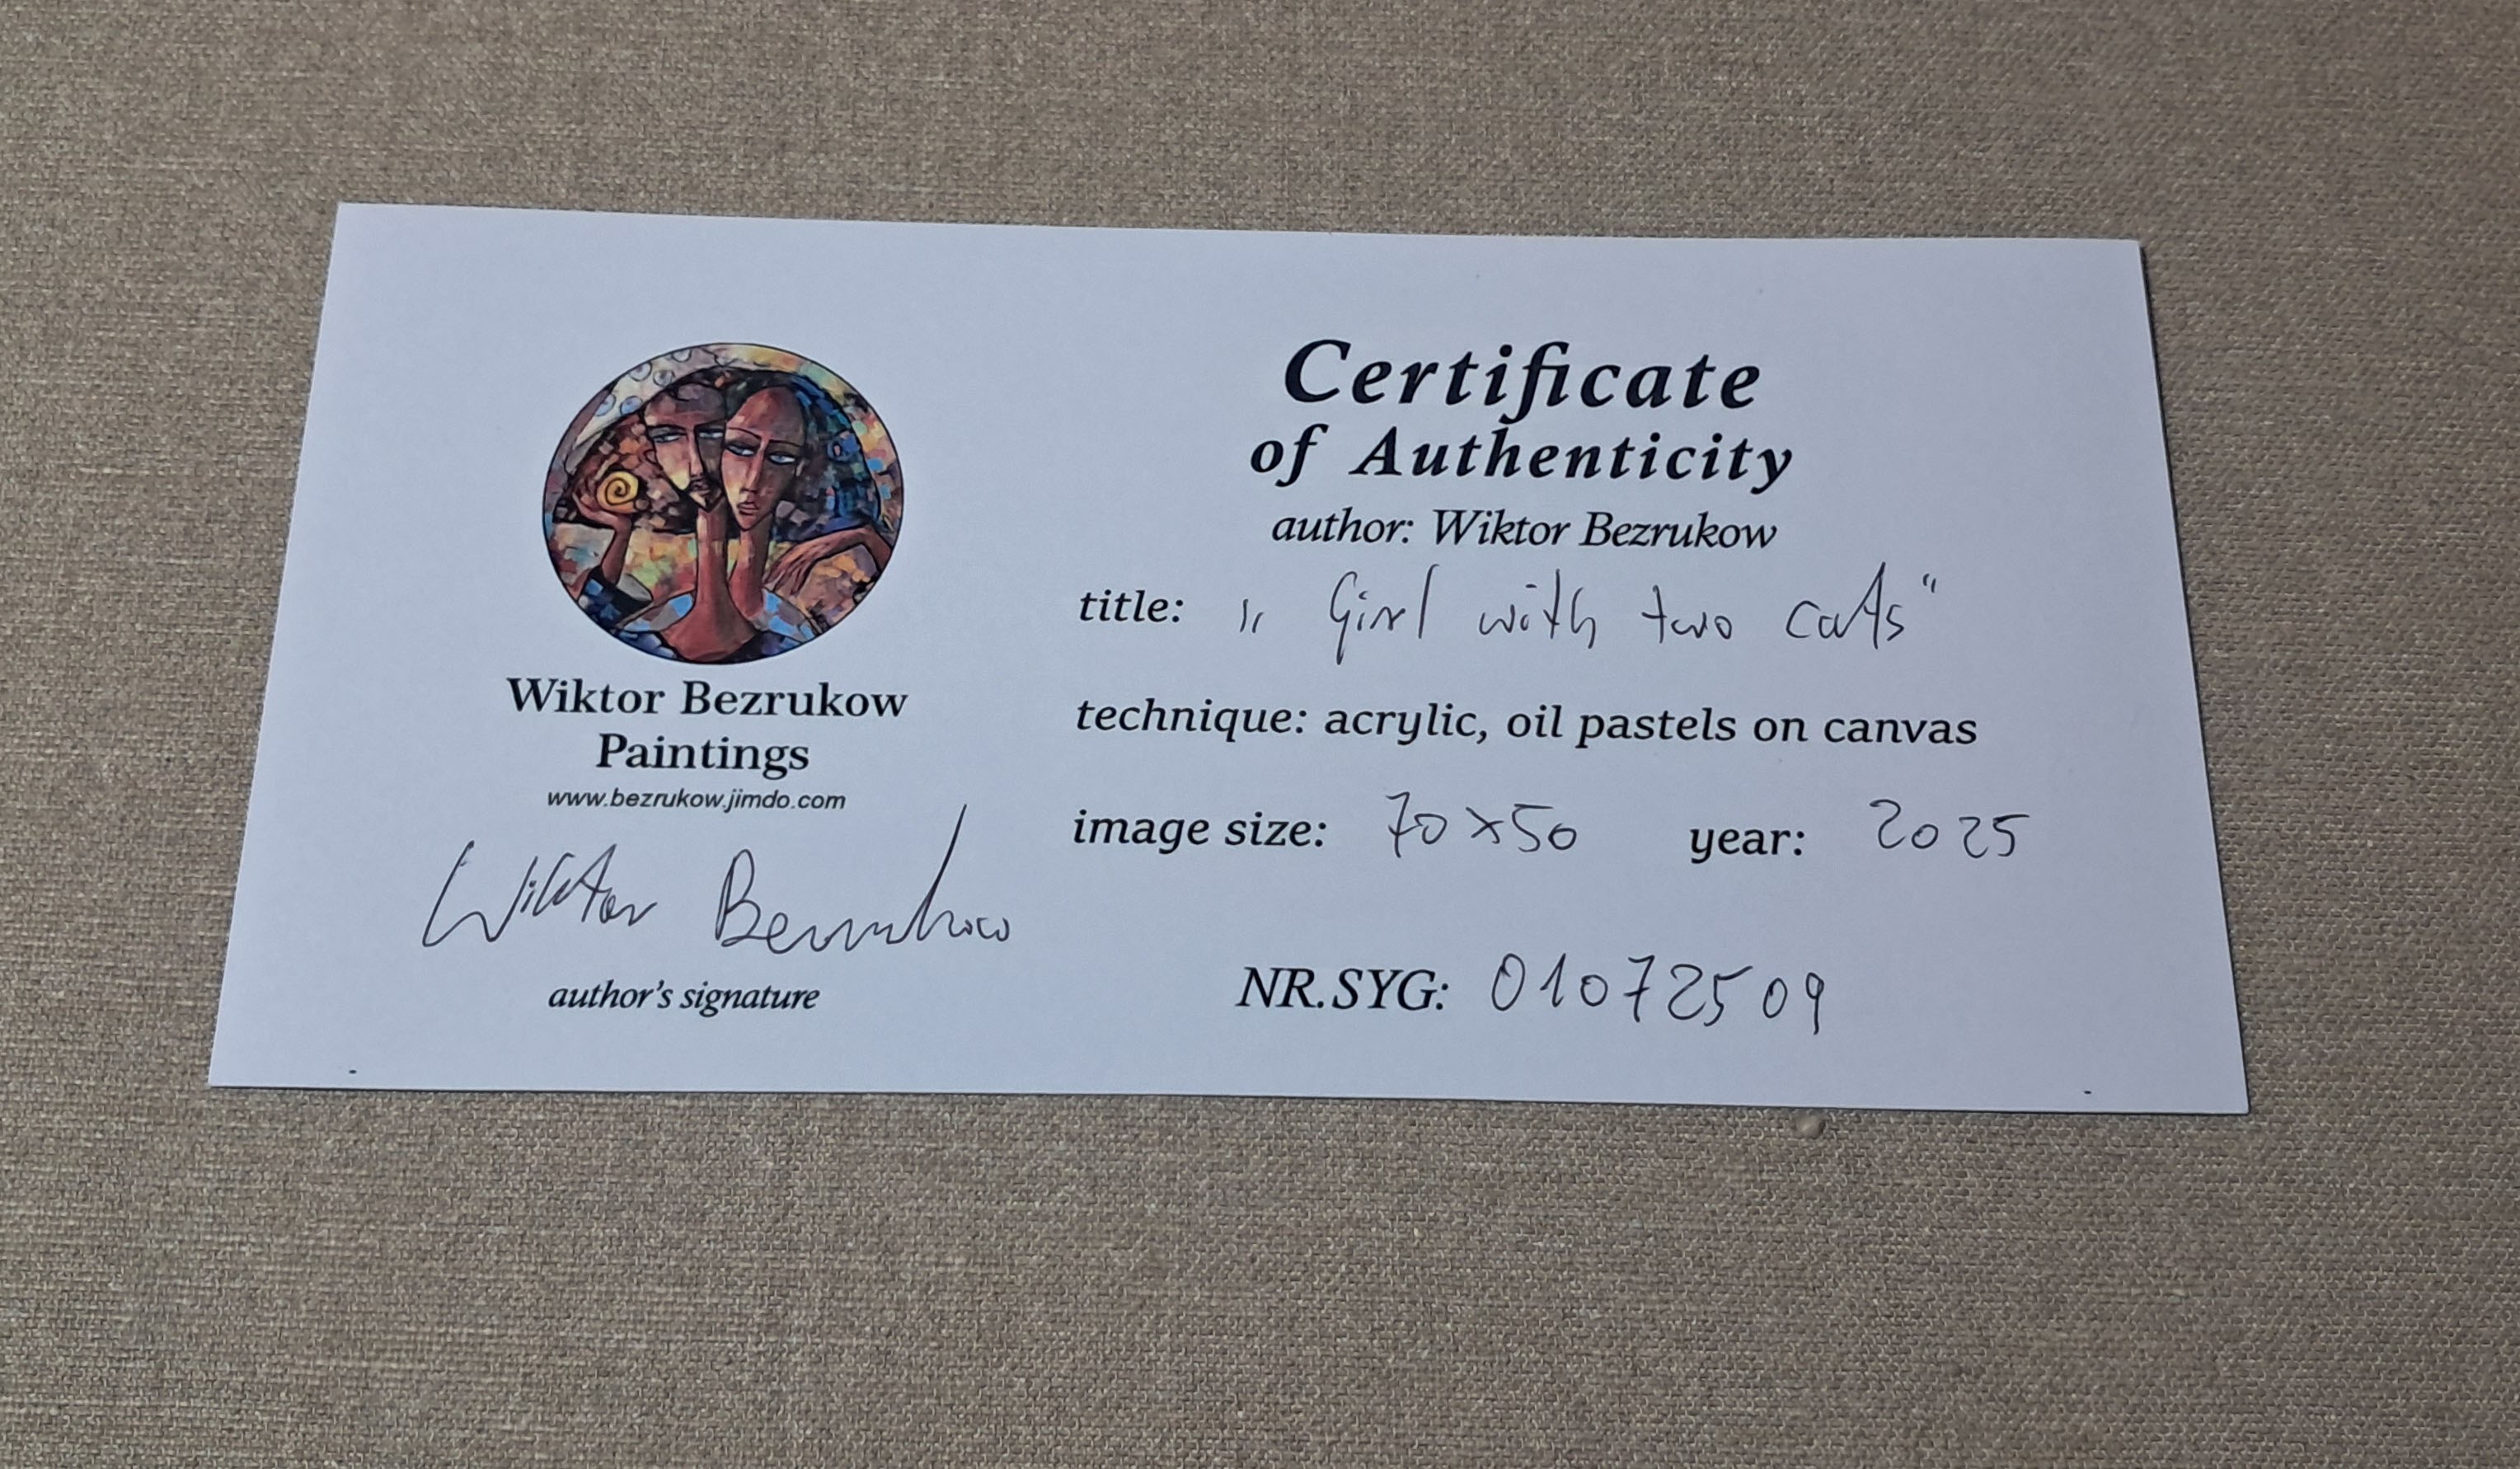 Certificate
of Authenticity
author: Wiktor Bezrukow
title: „Girl with two cats“
technique: acrylic, oil pastels on canvas
image size: 70x50 year: 2025
NR.SYG: 01072509
Wiktor Bezrukow
Paintings
www.bezrukow.jimdo.com
Wiktor Bezrukow
author's signature